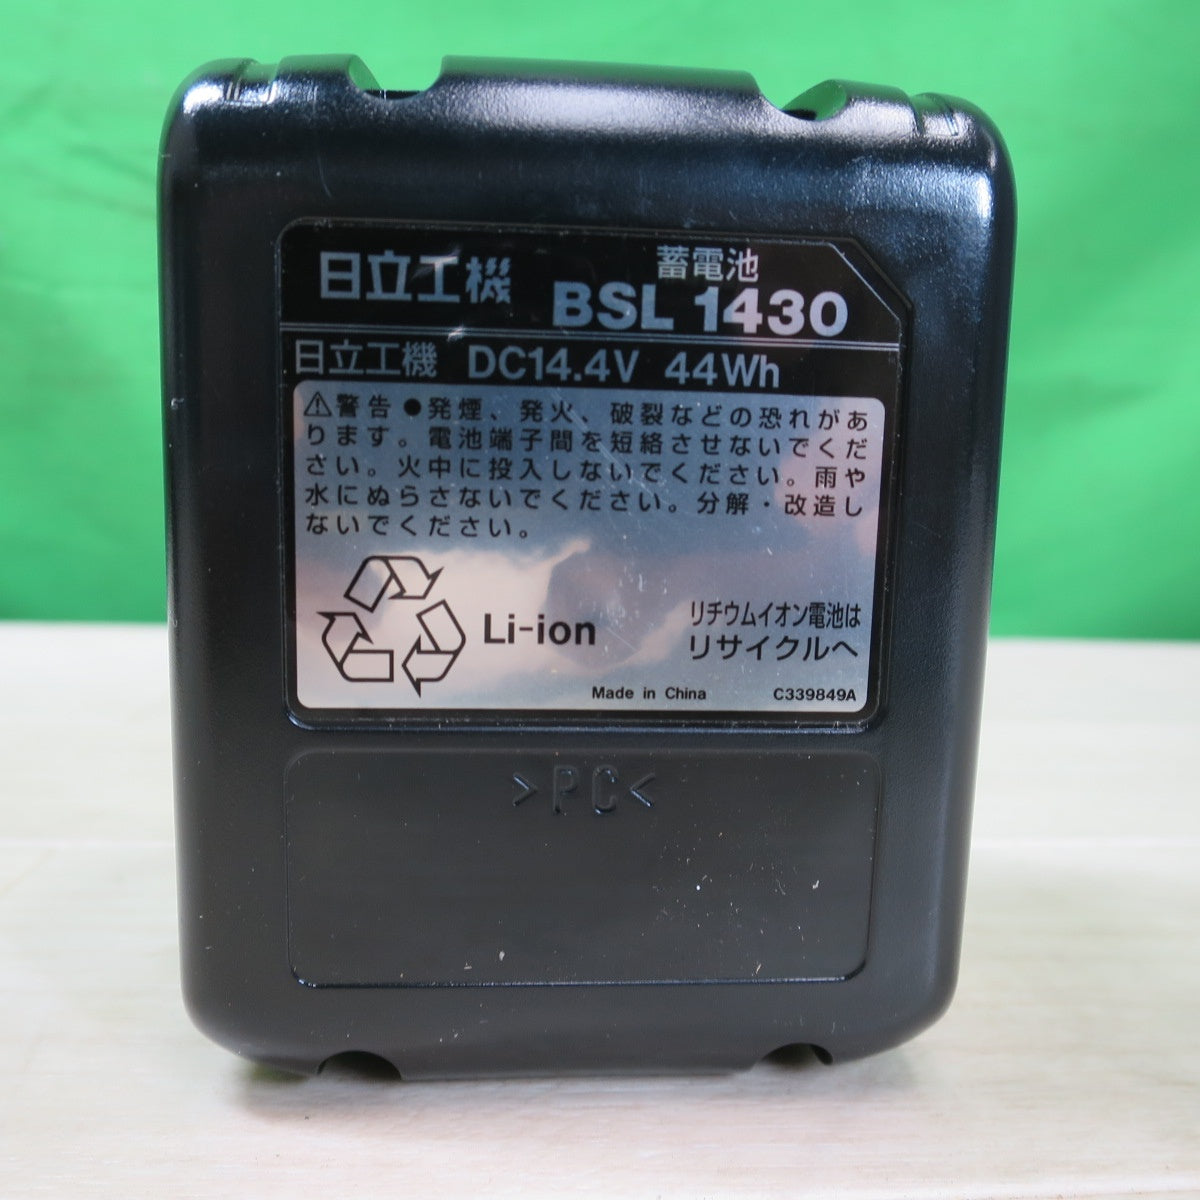 日立工機 蓄電池
BSL 1430
日立工機 DC14.4V 44Wh
⚠警告 ●発煙、発火、破裂などの恐れがあ
ります。電池端子間を短絡させないでくだ
さい。火中に投入しないでください。雨や
水にぬらさないでください。分解・改造し
ないでください。
Li-ion
リチウムイオン電池は
リサイクルへ
Made in China C339849A
>PC<